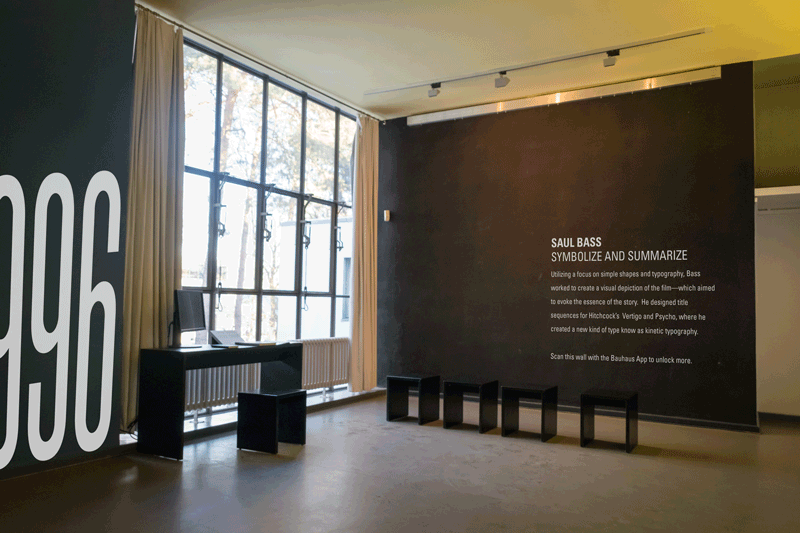 996
SAUL BASS
SYMBOLIZE AND SUMMARIZE
Utilizing a focus on simple shapes and typography, Bass
worked to create a visual depiction of the film—which aimed
to evoke the essence of the story. He designed title
sequences for Hitchcock's Vertigo and Psycho, where he
created a new kind of type know as kinetic typography.
Scan this wall with the Bauhaus App to unlock more.